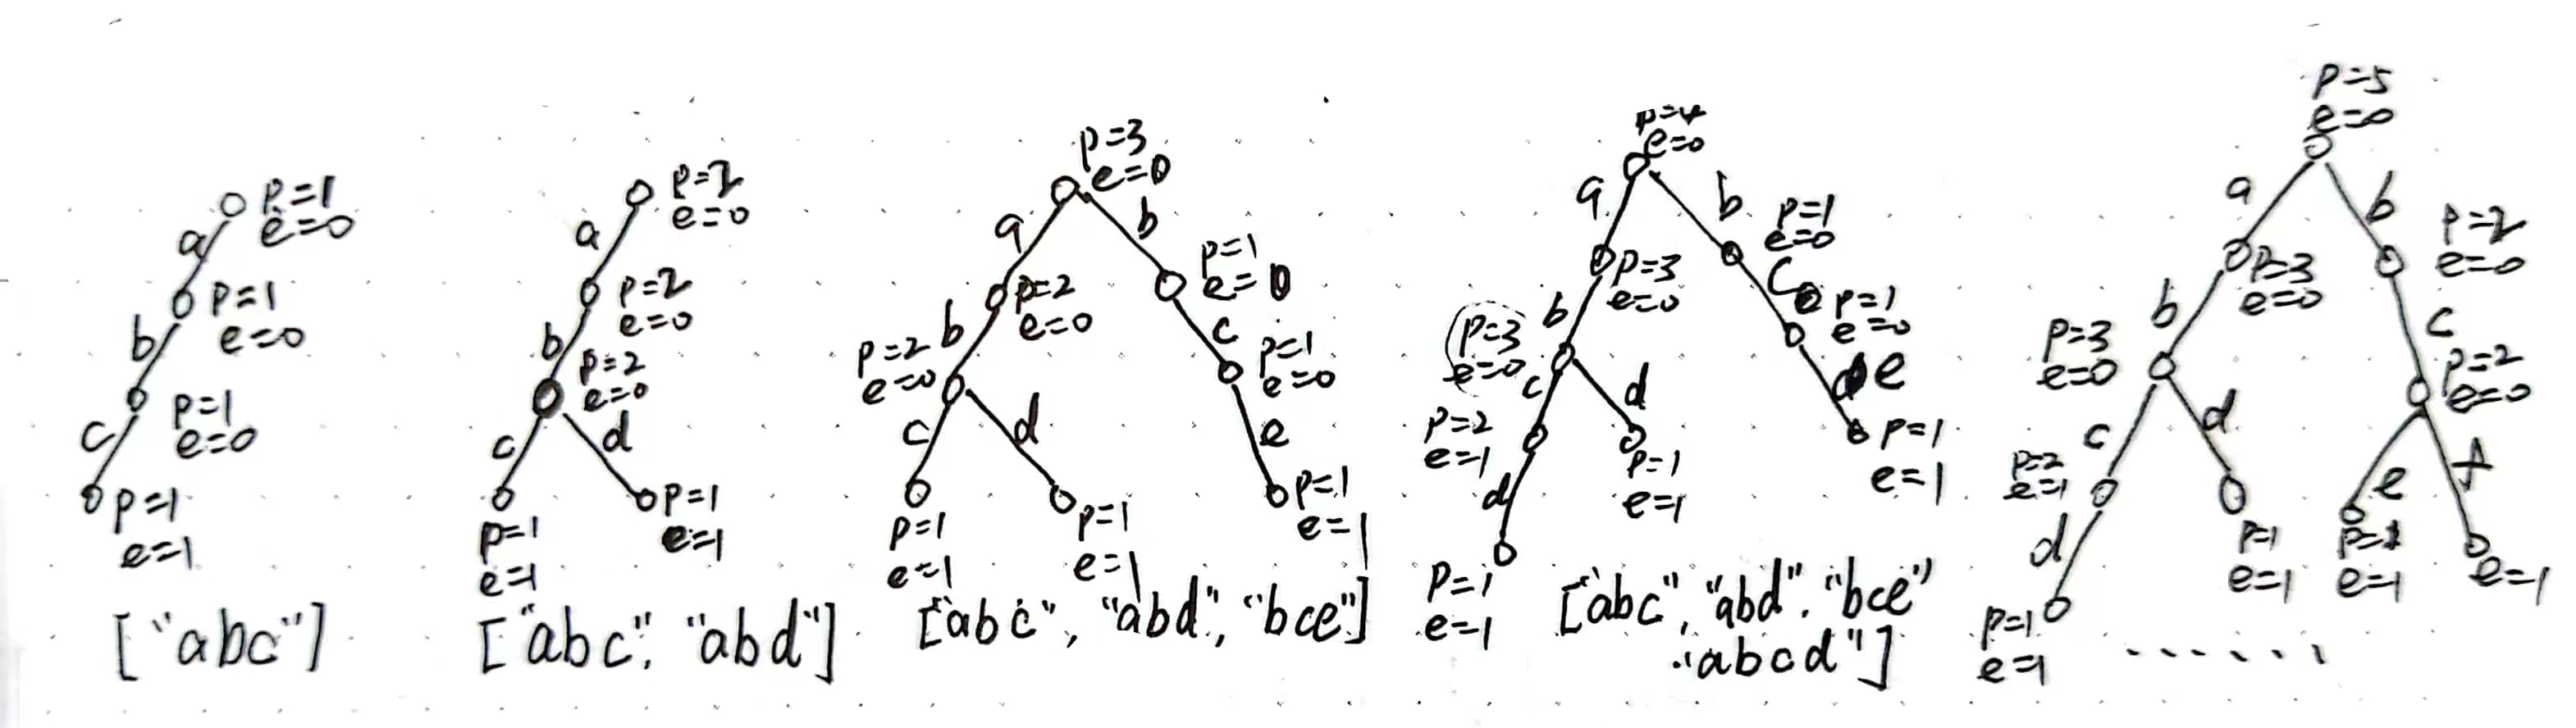 p=1
e=0
a
p=1
e=0
b
p=1
e=0
c
p=1
e=1
["abc"]
p=2
e=0
a
p=2
e=0
b
p=2
e=0
c
d
p=1
e=1
p=1
e=1
["abc", "abd"]
p=3
e=0
a
b
p=2
e=0
p=1
e=0
b
c
p=2
e=0
p=1
e=0
c
d
e
p=1
e=1
p=1
e=1
p=1
e=1
["abc", "abd", "bce"]
p=4
e=0
a
b
p=3
e=0
p=1
e=0
b
c
p=3
e=0
p=1
e=0
c
d
e
p=2
e=1
p=1
e=1
p=1
e=1
d
p=1
e=1
["abc", "abd". "bce"
"abcd"]
p=5
e=0
a
b
p=3
e=0
p=2
e=0
b
c
p=3
e=0
p=2
e=0
c
d
e
f
p=2
e=1
p=1
e=1
p=1
e=1
e=1
d
p=1
e=1
......